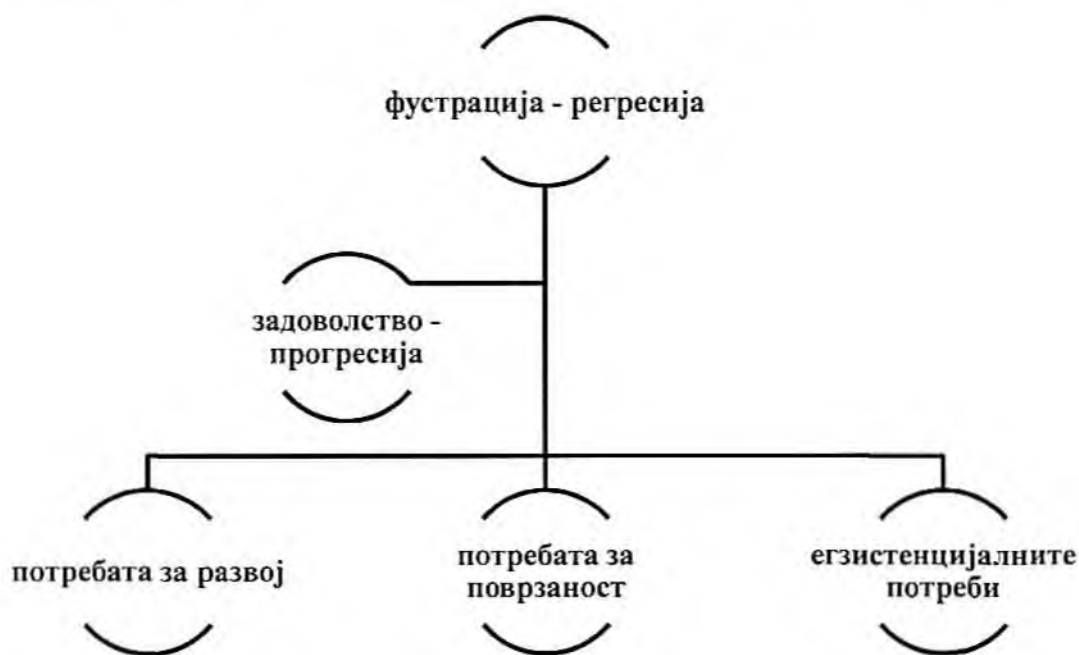 фустрација - регресија
задоволство -
прогресија
потребата за развој
потребата за
поврзаност
егзистенцијалните
потреби